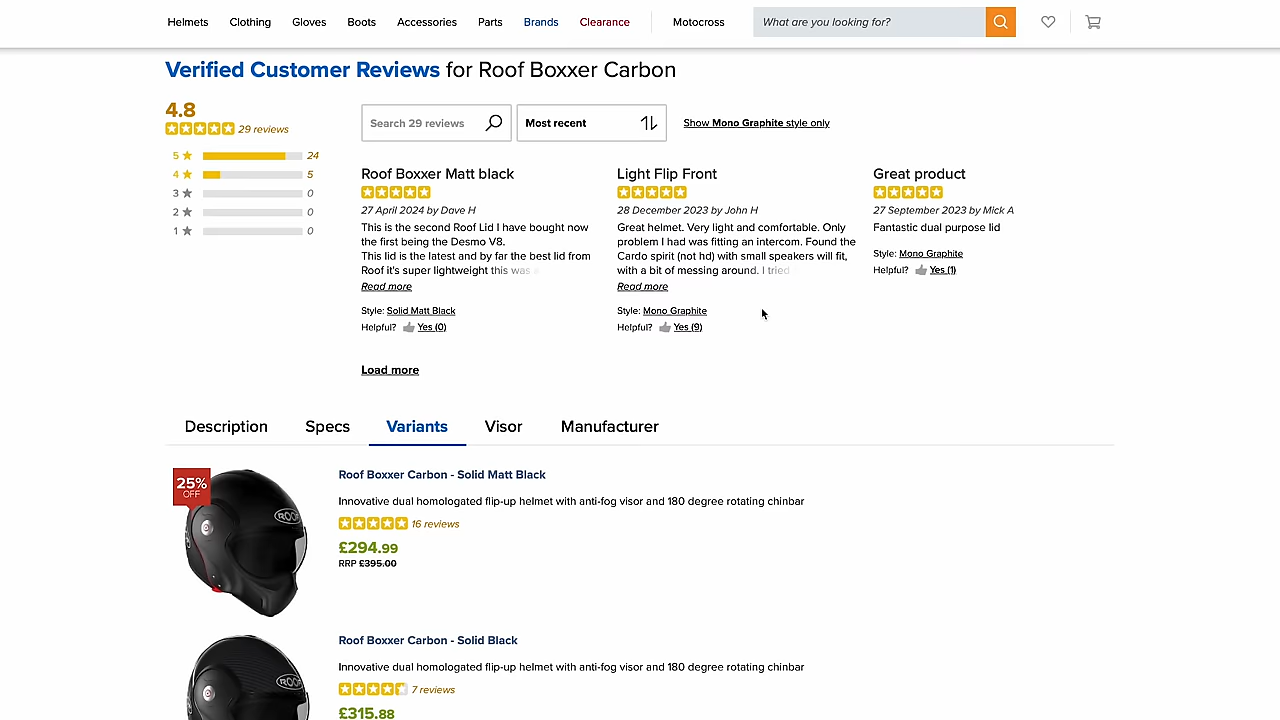 Helmets Clothing Gloves Boots Accessories Parts Brands Clearance Motocross What are you looking for?
Verified Customer Reviews for Roof Boxxer Carbon
4.8
29 reviews
5 24
4 5
3 0
2 0
1 0
Search 29 reviews
Most recent
Show Mono Graphite style only
Roof Boxxer Matt black
27 April 2024 by Dave H
This is the second Roof Lid I have bought now
the first being the Desmo V8.
This lid is the latest and by far the best lid from
Roof it's super lightweight this was a
Read more
Style: Solid Matt Black
Helpful? Yes (0)
Light Flip Front
28 December 2023 by John H
Great helmet. Very light and comfortable. Only
problem I had was fitting an intercom. Found the
Cardo spirit (not hd) with small speakers will fit,
with a bit of messing around. I tried
Read more
Style: Mono Graphite
Helpful? Yes (9)
Great product
27 September 2023 by Mick A
Fantastic dual purpose lid
Style: Mono Graphite
Helpful? Yes (1)
Load more
Description Specs Variants Visor Manufacturer
25%
OFF
ROOF
Roof Boxxer Carbon - Solid Matt Black
Innovative dual homologated flip-up helmet with anti-fog visor and 180 degree rotating chinbar
16 reviews
£294.99
RRP £395.00
ROOF
Roof Boxxer Carbon - Solid Black
Innovative dual homologated flip-up helmet with anti-fog visor and 180 degree rotating chinbar
7 reviews
£315.88